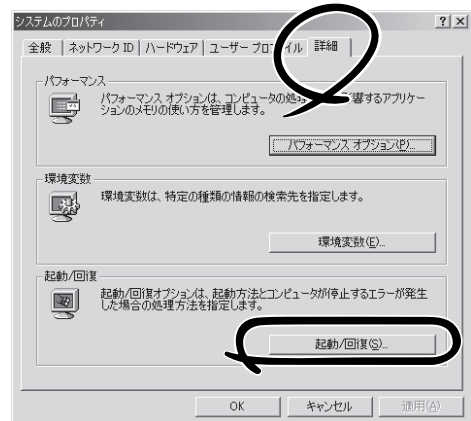 システムのプロパティ
全般 ネットワーク ID ハードウェア ユーザー プロファイル 詳細
パフォーマンス
パフォーマンス オプションは、コンピュータの処 響するアプリケー
ションのメモリの使い方を管理します。
パフォーマンス オプション(P)...
環境変数
環境変数は、特定の種類の情報の検索先を指定します。
環境変数(E)...
起動/回復
起動/回復オプションは、起動方法とコンピュータが停止するエラーが発生
した場合の処理方法を指定します。
起動/回復(S)...
OK キャンセル 適用(A)